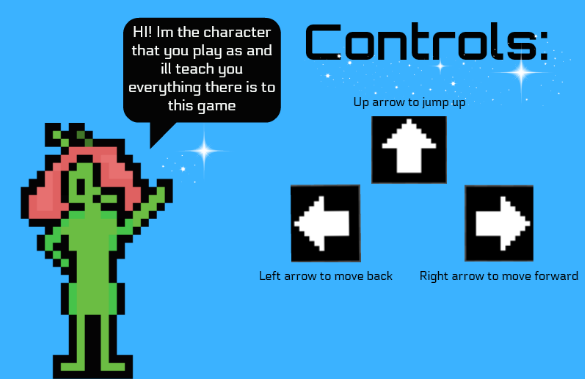 HI! Im the character
that you play as and
ill teach you
everything there is to
this game
Controls:
Up arrow to jump up
Left arrow to move back
Right arrow to move forward